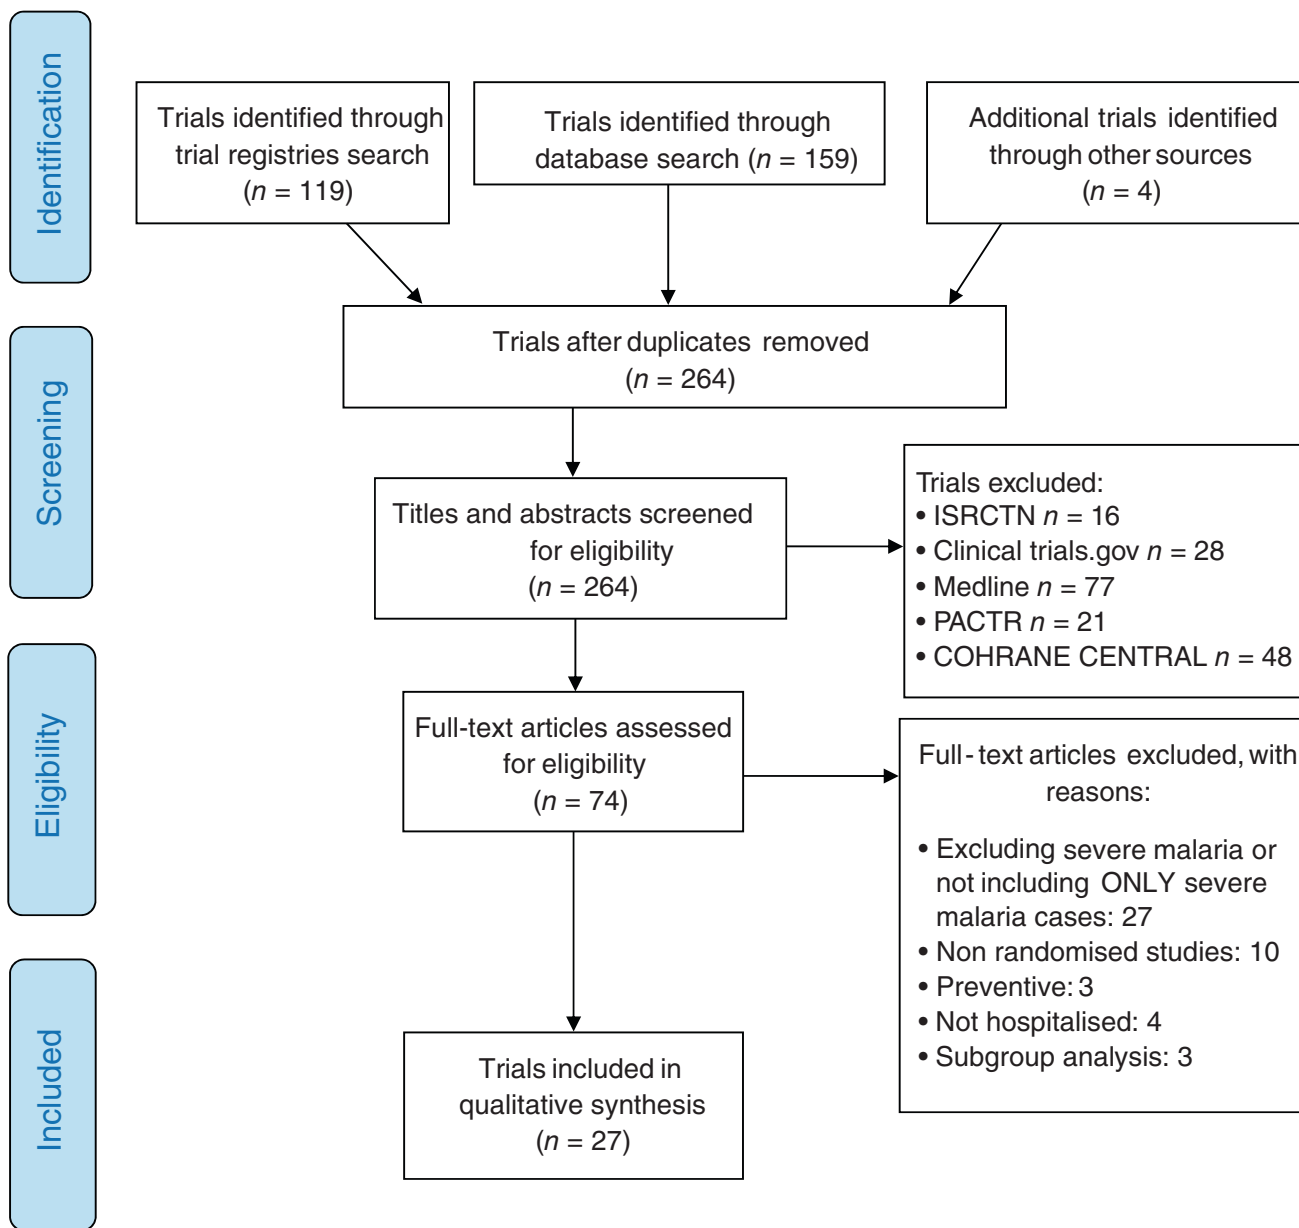 Identification
Trials identified through
trial registries search
(n = 119)
Trials identified through
database search (n = 159)
Additional trials identified
through other sources
(n = 4)
Screening
Trials after duplicates removed
(n = 264)
Titles and abstracts screened
for eligibility
(n = 264)
Trials excluded:
• ISRCTN n = 16
• Clinical trials.gov n = 28
• Medline n = 77
• PACTR n = 21
• COHRANE CENTRAL n = 48
Eligibility
Full-text articles assessed
for eligibility
(n = 74)
Full-text articles excluded, with
reasons:
• Excluding severe malaria or
not including ONLY severe
malaria cases: 27
• Non randomised studies: 10
• Preventive: 3
• Not hospitalised: 4
• Subgroup analysis: 3
Included
Trials included in
qualitative synthesis
(n = 27)